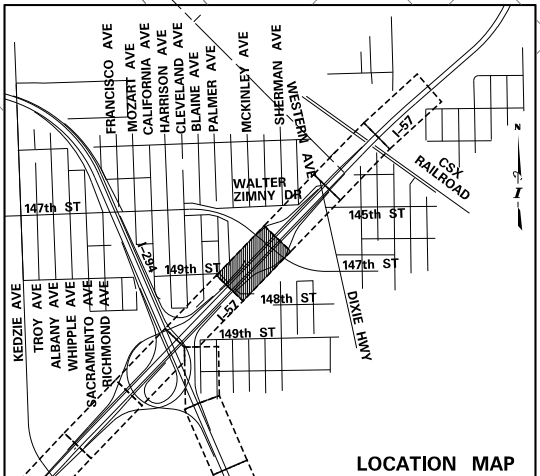 FRANCISCO AVE
MOZART AVE
CALIFORNIA AVE
HARRISON AVE
CLEVELAND AVE
BLAINE AVE
PALMER AVE
MCKINLEY AVE
SHERMAN AVE
WESTERN AVE
I-57
CSX
RAILROAD
N
WALTER
ZIMNY DR
147th ST
145th ST
I-294
149th ST
147th ST
I-57
148th ST
149th ST
DIXIE HWY
KEDZIE AVE
TROY AVE
ALBANY AVE
WHIPPLE AVE
SACRAMENTO AVE
RICHMOND AVE
LOCATION MAP